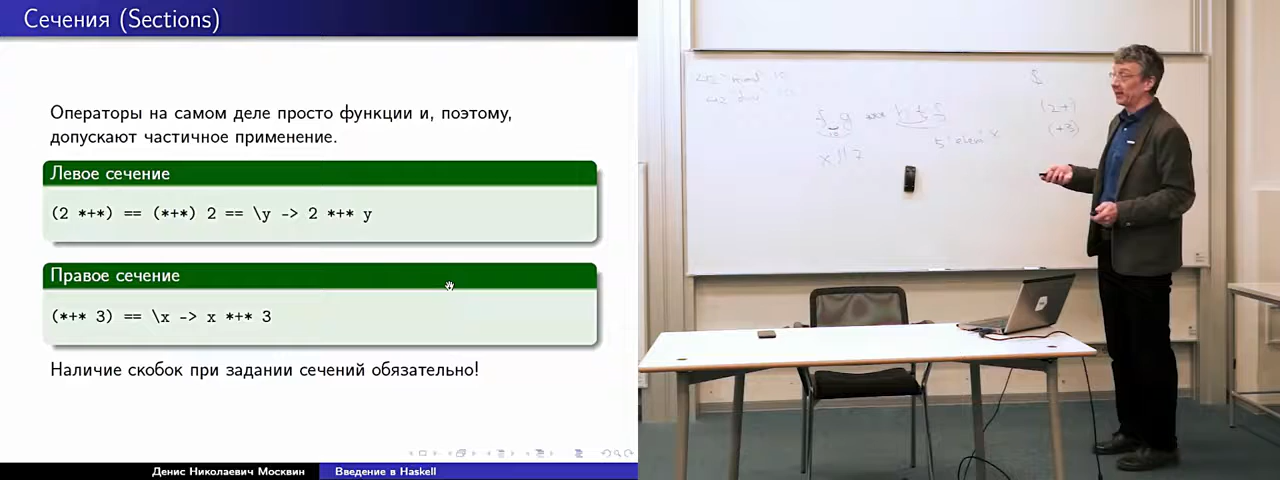 Сечения (Sections)
Операторы на самом деле просто функции и, поэтому,
допускают частичное применение.
Левое сечение
(2 *+*) == (*+*) 2 == \y -> 2 *+* y
Правое сечение
(*+* 3) == \x -> x *+* 3
Наличие скобок при задании сечений обязательно!
Денис Николаевич Москвин
Введение в Haskell
f g
(2+)
(+3)